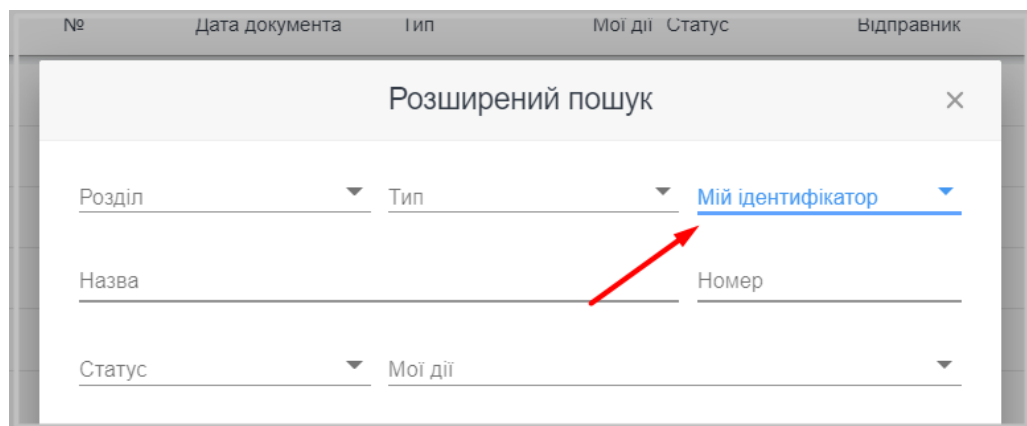 № Дата документа Тип Мої дії Статус Відправник
Розширений пошук
Розділ Тип Мій ідентифікатор
Назва Номер
Статус Мої дії